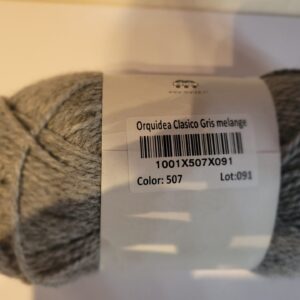 Orquidea Clasico Gris melange
1001X507X091
Color: 507 Lot:091